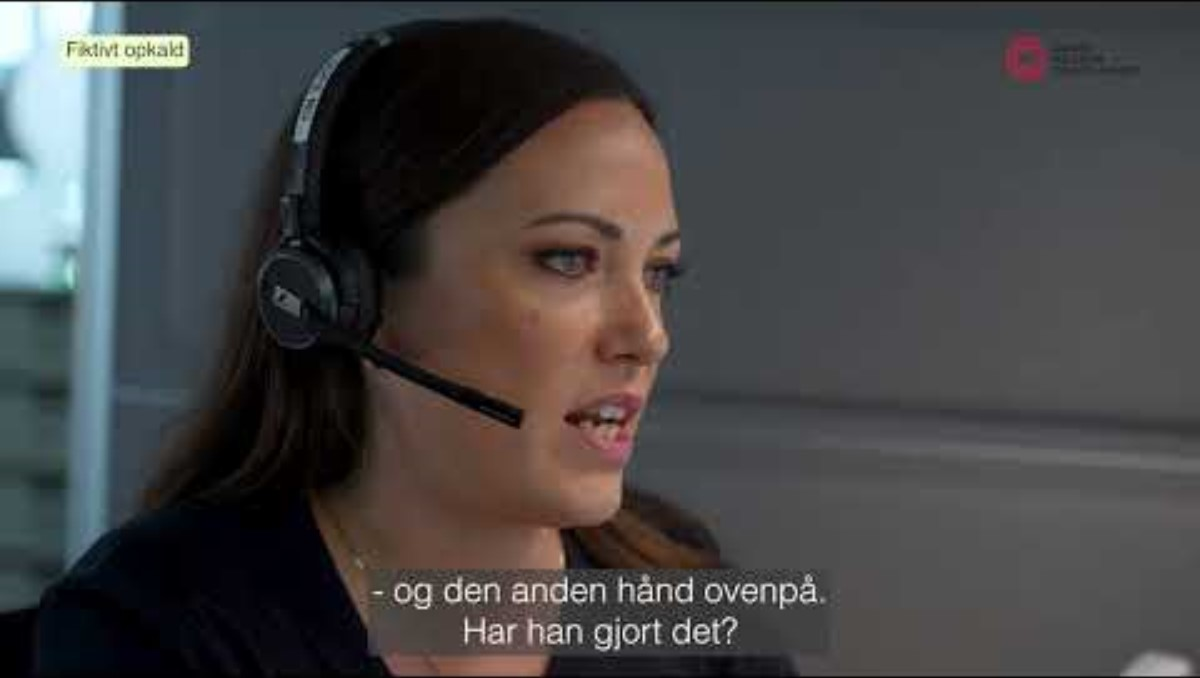 Fiktivt opkald
- og den anden hånd ovenpå.
Har han gjort det?